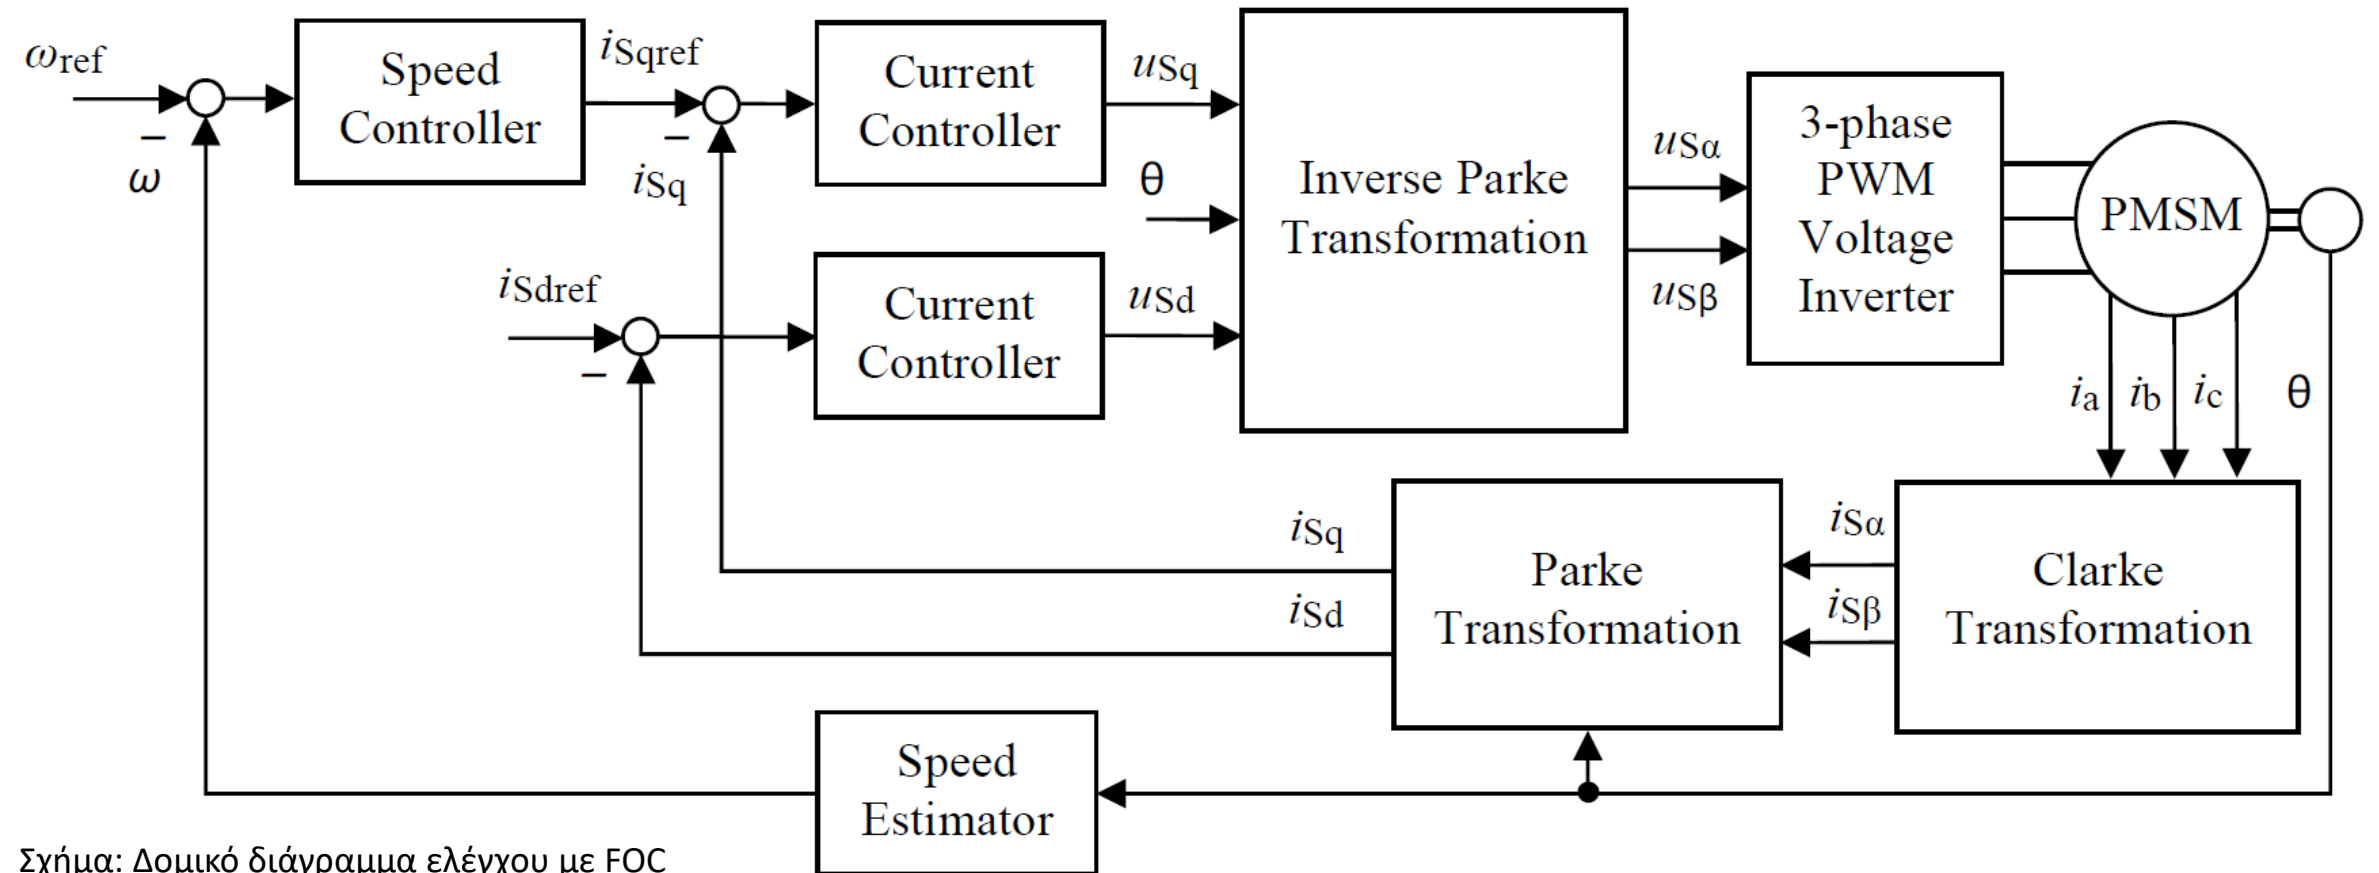 ωref
Speed
Controller
iSqref
Current
Controller
uSq
−
ω
−
iSq
θ
Inverse Parke
Transformation
uSα
uSβ
3-phase
PWM
Voltage
Inverter
PMSM
iSdref
−
Current
Controller
uSd
ia
ib
ic
θ
iSq
iSd
Parke
Transformation
iSα
iSβ
Clarke
Transformation
Speed
Estimator
Σχήμα: Δομικό διάγραμμα ελέγχου με FOC